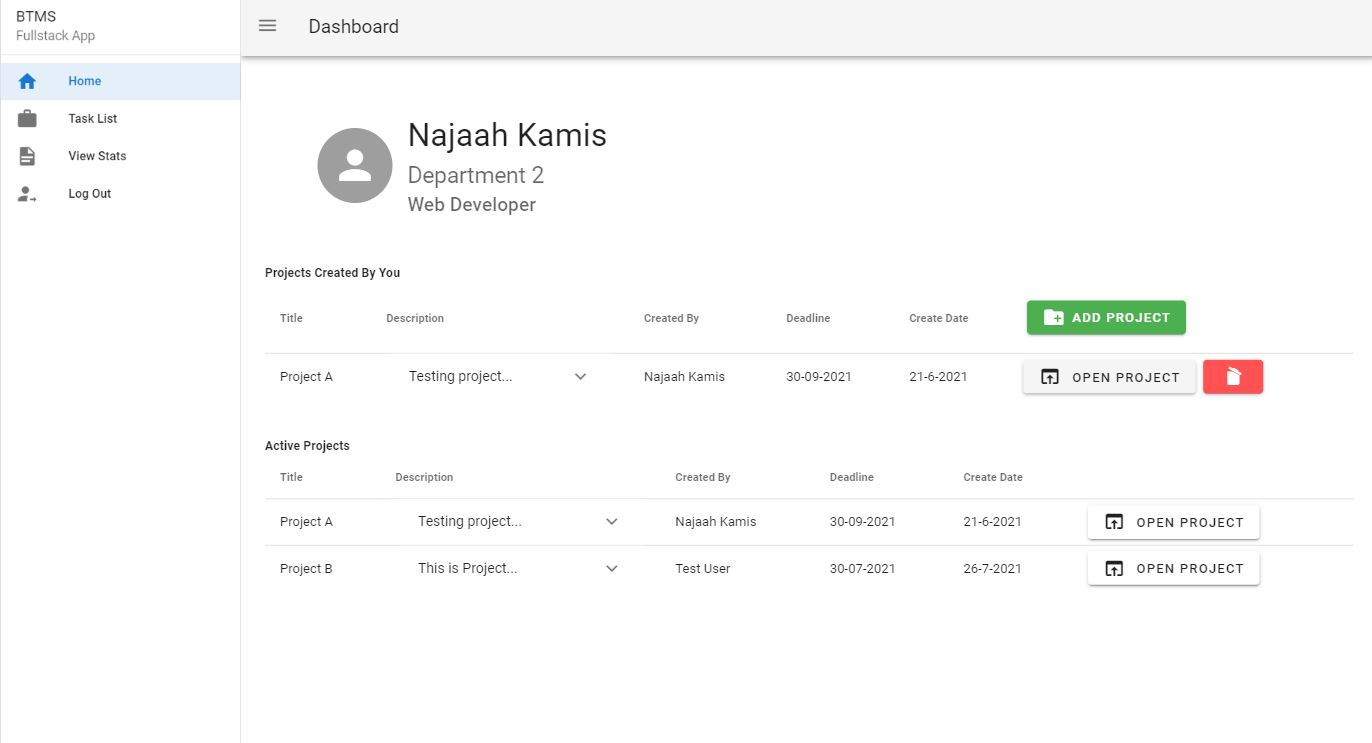 BTMS
Fullstack App
Dashboard
Home
Task List
View Stats
Log Out
Najaah Kamis
Department 2
Web Developer
Projects Created By You
Title Description Created By Deadline Create Date ADD PROJECT
Project A Testing project... Najaah Kamis 30-09-2021 21-6-2021 OPEN PROJECT
Active Projects
Title Description Created By Deadline Create Date
Project A Testing project... Najaah Kamis 30-09-2021 21-6-2021 OPEN PROJECT
Project B This is Project... Test User 30-07-2021 26-7-2021 OPEN PROJECT